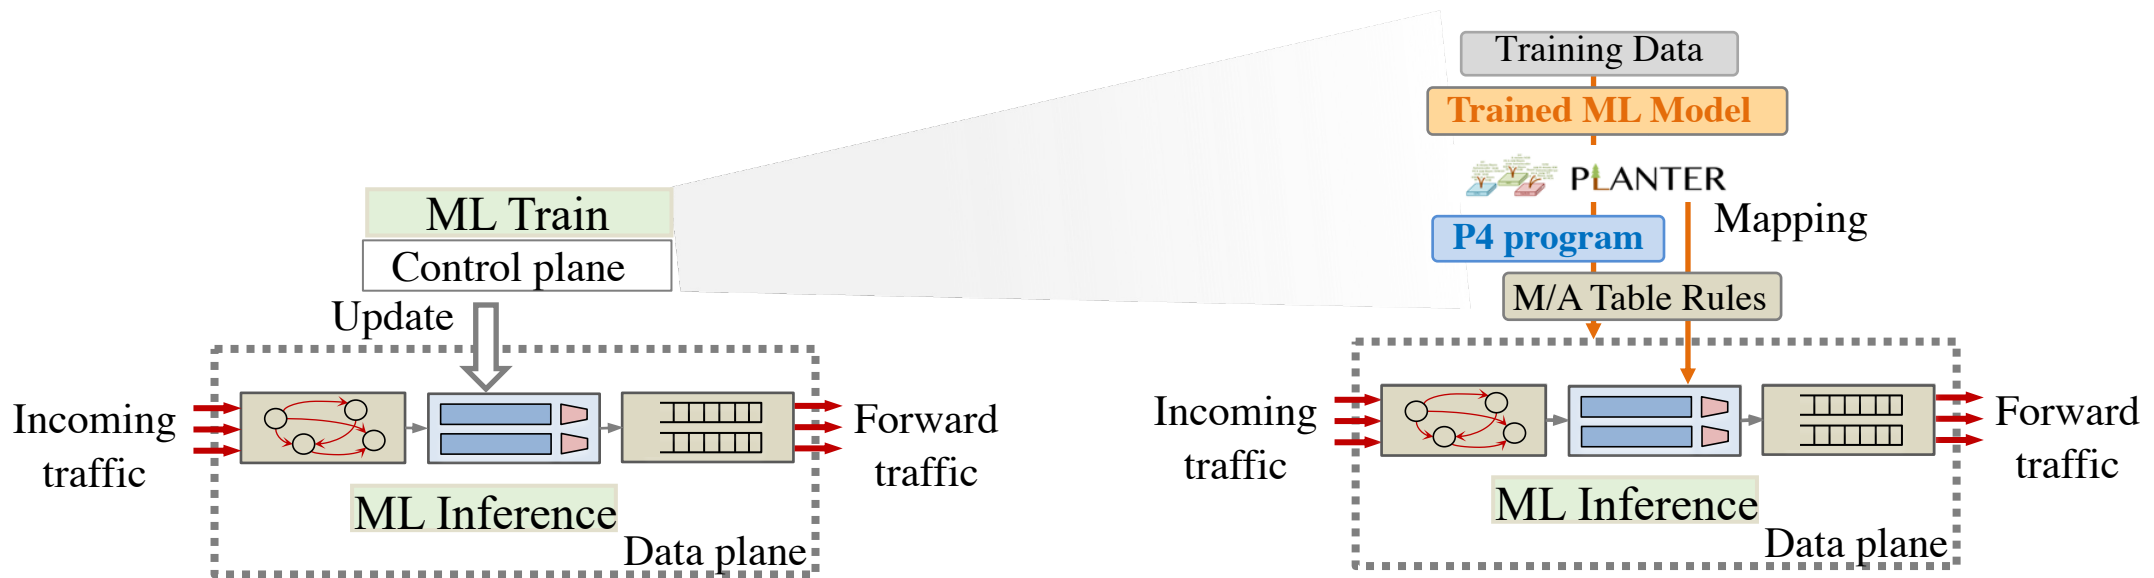 ML Train
Control plane
Update
Incoming
traffic
Forward
traffic
ML Inference
Data plane
Training Data
Trained ML Model
PLANTER
Mapping
P4 program
M/A Table Rules
Incoming
traffic
Forward
traffic
ML Inference
Data plane